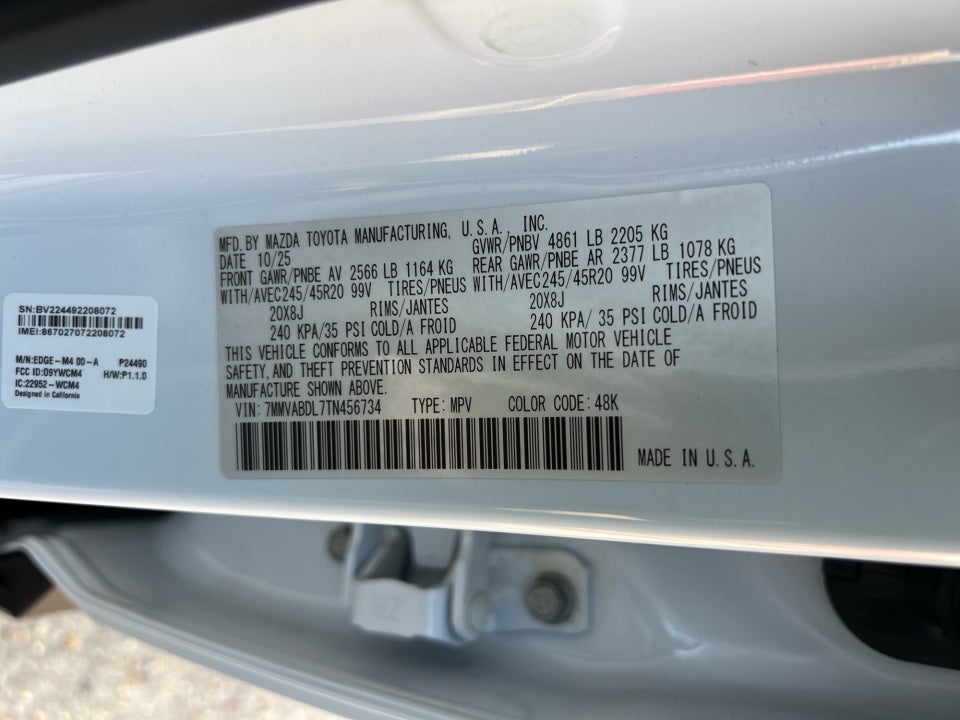 MFD. BY MAZDA TOYOTA MANUFACTURING, U.S.A., INC.
DATE 10/25 GVWR/PNBV 4861 LB 2205 KG
FRONT GAWR/PNBE AV 2566 LB 1164 KG REAR GAWR/PNBE AR 2377 LB 1078 KG
WITH/AVEC245/45R20 99V TIRES/PNEUS WITH/AVEC245/45R20 99V TIRES/PNEUS
20X8J RIMS/JANTES 20X8J RIMS/JANTES
240 KPA/35 PSI COLD/A FROID 240 KPA/35 PSI COLD/A FROID
THIS VEHICLE CONFORMS TO ALL APPLICABLE FEDERAL MOTOR VEHICLE
SAFETY, AND THEFT PREVENTION STANDARDS IN EFFECT ON THE DATE OF
MANUFACTURE SHOWN ABOVE.
VIN: 7MMVABDL7TN456734 TYPE: MPV COLOR CODE: 48K
MADE IN U.S.A.
SN:BV224492208072
IMEI:867027072208072
M/N:EDGE-M4 00-A P24490
FCC ID:O9YWCM4 H/W:P1.1.0
IC:22952-WCM4
Designed in California
ZR